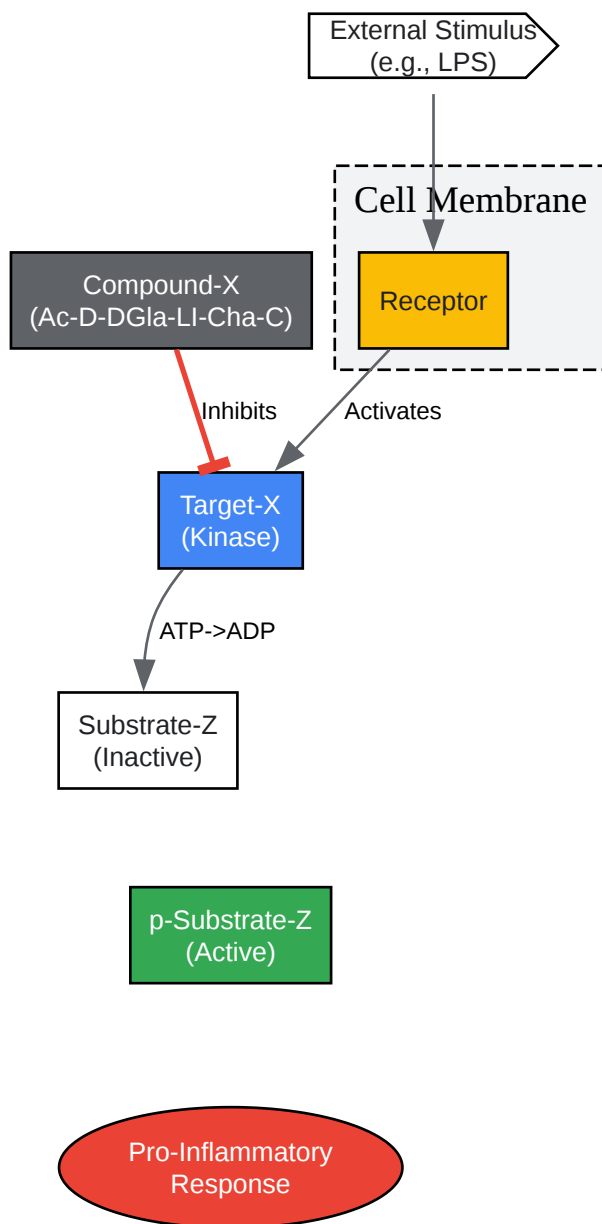 External Stimulus
(e.g., LPS)
Cell Membrane
Compound-X
(Ac-D-DGla-LI-Cha-C)
Receptor
Inhibits
Activates
Target-X
(Kinase)
ATP->ADP
Substrate-Z
(Inactive)
p-Substrate-Z
(Active)
Pro-Inflammatory
Response